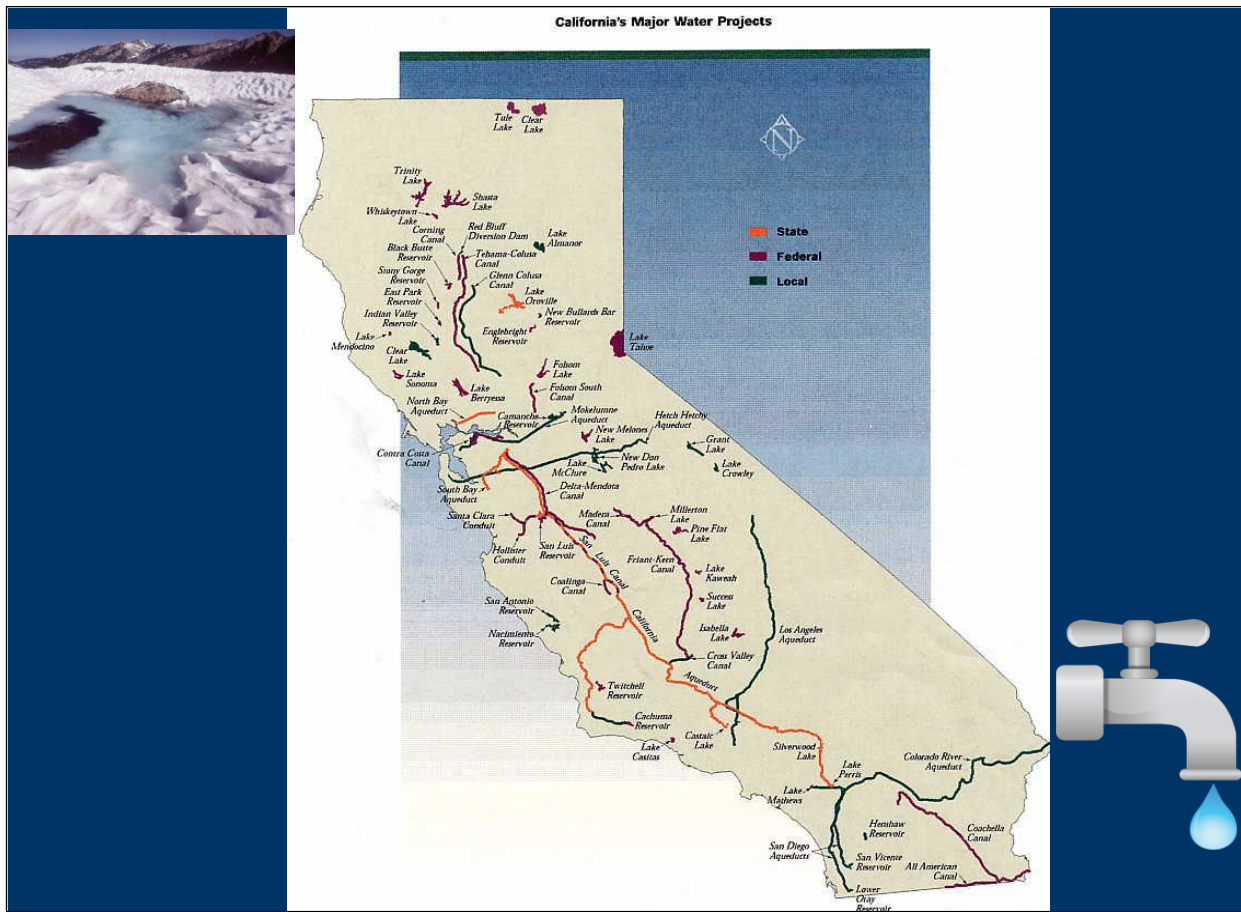 California's Major Water Projects
N
Tule
Lake
Clear
Lake
Trinity
Lake
Shasta
Lake
Whiskeytown
Lake
Corning
Canal
Red Bluff
Diversion Dam
Lake
Almanor
Black Butte
Reservoir
Tehama-Colusa
Canal
Stony Gorge
Reservoir
Glenn Colusa
Canal
East Park
Reservoir
Lake
Oroville
Indian Valley
Reservoir
New Bullards Bar
Reservoir
Lake
Mendocino
Englebright
Reservoir
Clear
Lake
Lake
Tahoe
State
Federal
Local
Lake
Sonoma
Lake
Berryessa
Folsom
Lake
Folsom South
Canal
North Bay
Aqueduct
Camanche
Reservoir
Mokelumne
Aqueduct
Hetch Hetchy
Aqueduct
Contra Costa
Canal
New Melones
Lake
Grant
Lake
Lake
McClure
New Don
Pedro Lake
Lake
Crowley
South Bay
Aqueduct
Delta-Mendota
Canal
Santa Clara
Conduit
Madera
Canal
Millerton
Lake
Pine Flat
Lake
Hollister
Conduit
San Luis
Reservoir
San Luis Canal
Friant-Kern
Canal
Lake
Kaweah
Coalinga
Canal
Success
Lake
San Antonio
Reservoir
Nacimiento
Reservoir
California
Aqueduct
Isabella
Lake
Los Angeles
Aqueduct
Cross Valley
Canal
Twitchell
Reservoir
Cachuma
Reservoir
Lake
Casitas
Castaic
Lake
Silverwood
Lake
Lake
Perris
Colorado River
Aqueduct
Lake
Mathews
Henshaw
Reservoir
Coachella
Canal
San Diego
Aqueducts
San Vicente
Reservoir
All American
Canal
Lower
Otay
Reservoir